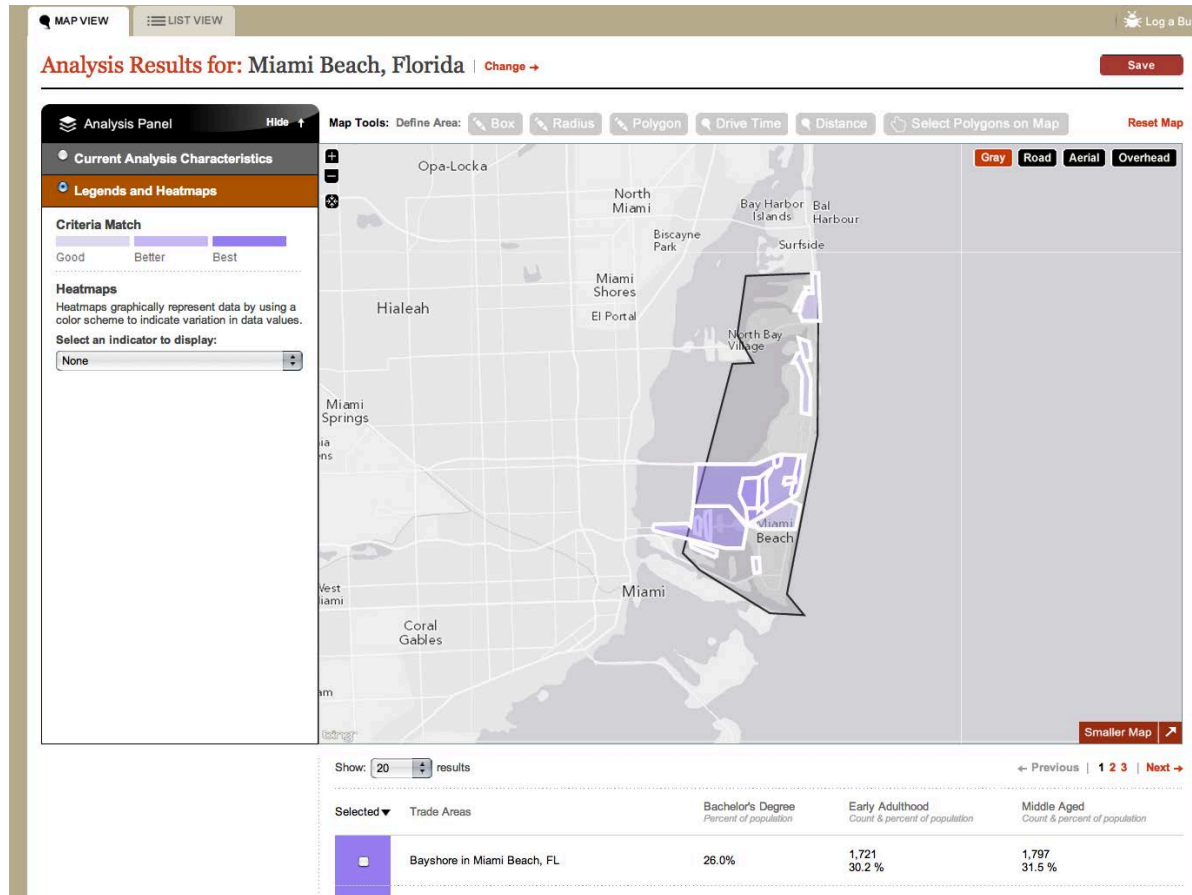 MAP VIEW
LIST VIEW
Log a Bu
Analysis Results for: Miami Beach, Florida | Change →
Save
Analysis Panel
Hide ↑
Map Tools: Define Area: Box Radius Polygon Drive Time Distance Select Polygons on Map
Reset Map
Current Analysis Characteristics
Legends and Heatmaps
Criteria Match
Good Better Best
Heatmaps
Heatmaps graphically represent data by using a
color scheme to indicate variation in data values.
Select an indicator to display:
None
+
−
Gray Road Aerial Overhead
Opa-Locka
North
Miami
Bay Harbor
Islands
Bal
Harbour
Biscayne
Park
Surfside
Miami
Shores
Hialeah
El Portal
North Bay
Village
Miami
Springs
ia
ens
Miami
Beach
West
iami
Miami
Coral
Gables
am
bing
Smaller Map
Show: 20 results
← Previous | 1 2 3 | Next →
Selected▼ Trade Areas
Bachelor's Degree
Percent of population
Early Adulthood
Count & percent of population
Middle Aged
Count & percent of population
Bayshore in Miami Beach, FL
26.0%
1,721
30.2 %
1,797
31.5 %